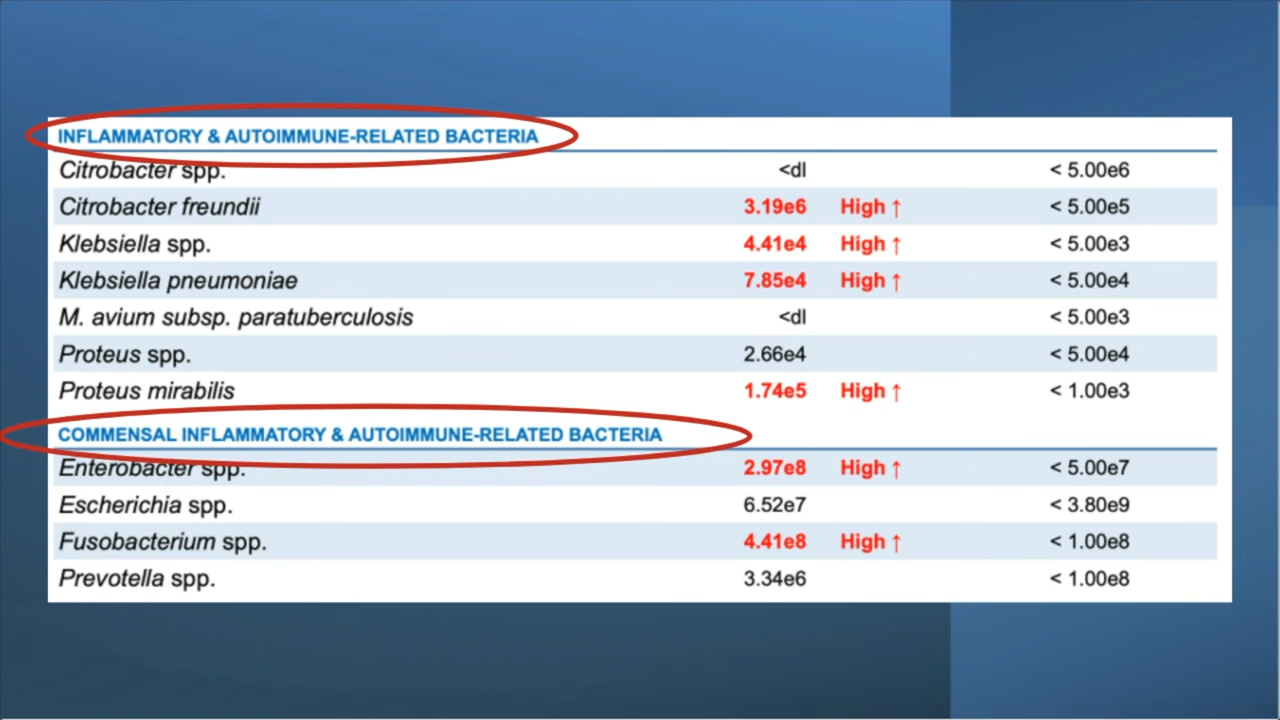 INFLAMMATORY & AUTOIMMUNE-RELATED BACTERIA
Citrobacter spp. <dl < 5.00e6
Citrobacter freundii 3.19e6 High ↑ < 5.00e5
Klebsiella spp. 4.41e4 High ↑ < 5.00e3
Klebsiella pneumoniae 7.85e4 High ↑ < 5.00e4
M. avium subsp. paratuberculosis <dl < 5.00e3
Proteus spp. 2.66e4 < 5.00e4
Proteus mirabilis 1.74e5 High ↑ < 1.00e3
COMMENSAL INFLAMMATORY & AUTOIMMUNE-RELATED BACTERIA
Enterobacter spp. 2.97e8 High ↑ < 5.00e7
Escherichia spp. 6.52e7 < 3.80e9
Fusobacterium spp. 4.41e8 High ↑ < 1.00e8
Prevotella spp. 3.34e6 < 1.00e8